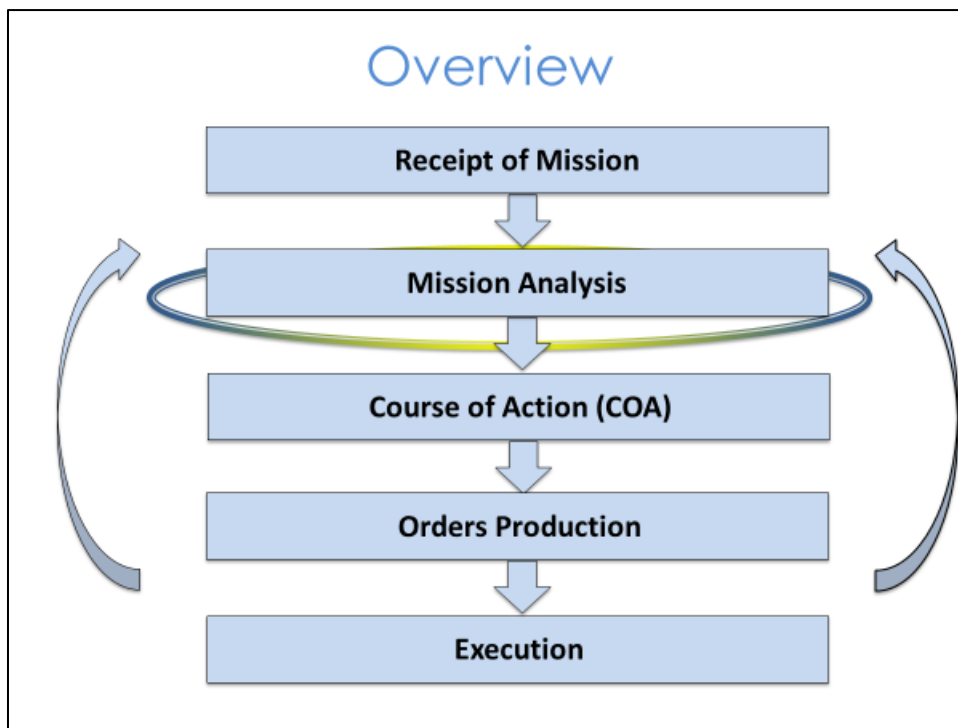 Overview
Receipt of Mission
Mission Analysis
Course of Action (COA)
Orders Production
Execution